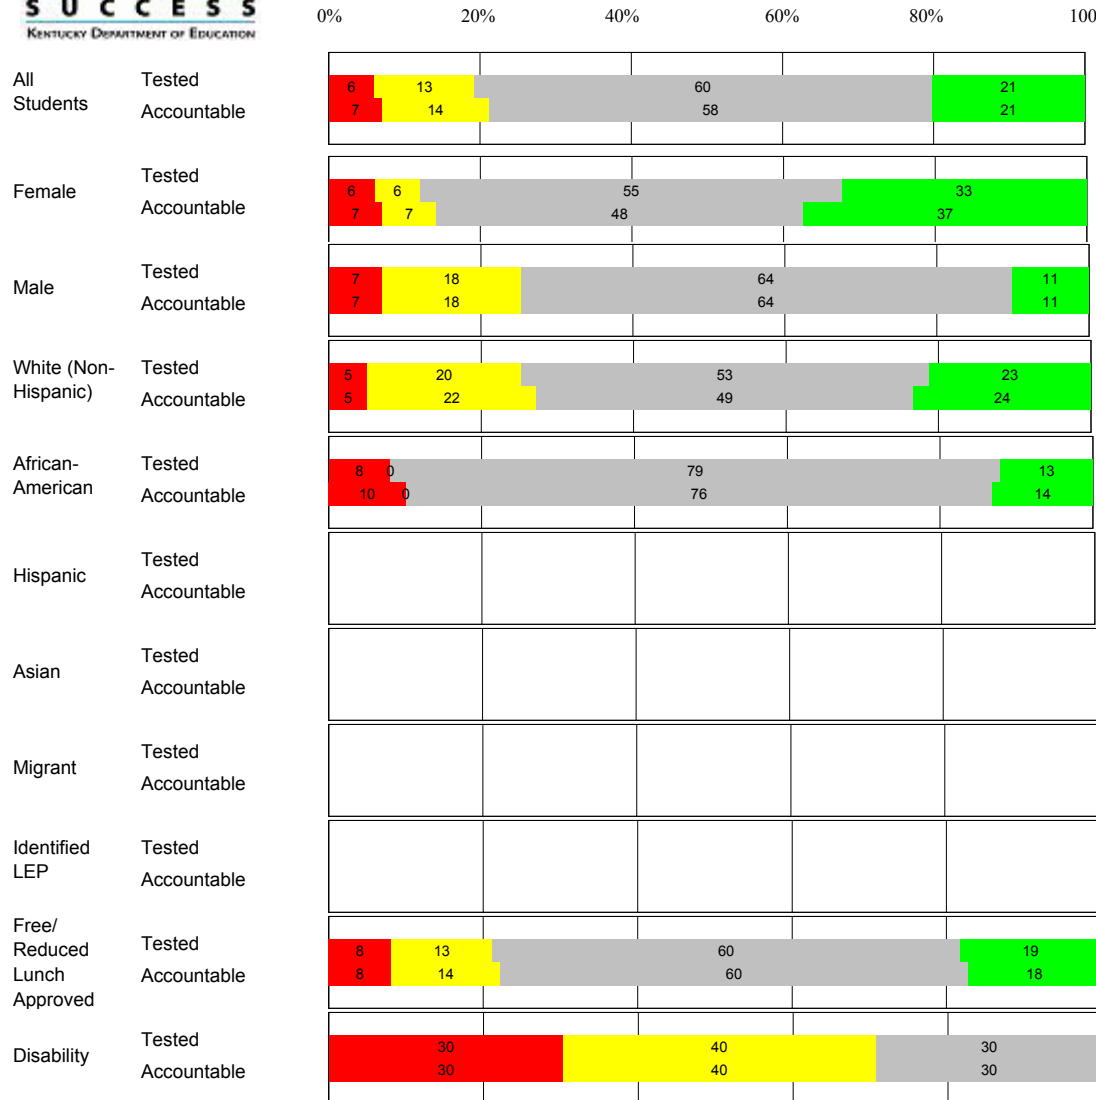 SUCCESS
KENTUCKY DEPARTMENT OF EDUCATION
0% 20% 40% 60% 80% 100
All Students
Tested 6 13 60 21
Accountable 7 14 58 21
Female
Tested 6 6 55 33
Accountable 7 7 48 37
Male
Tested 7 18 64 11
Accountable 7 18 64 11
White (Non-
Hispanic)
Tested 5 20 53 23
Accountable 5 22 49 24
African-
American
Tested 8 0 79 13
Accountable 10 0 76 14
Hispanic
Tested
Accountable
Asian
Tested
Accountable
Migrant
Tested
Accountable
Identified
LEP
Tested
Accountable
Free/
Reduced
Lunch
Approved
Tested 8 13 60 19
Accountable 8 14 60 18
Disability
Tested 30 40 30
Accountable 30 40 30